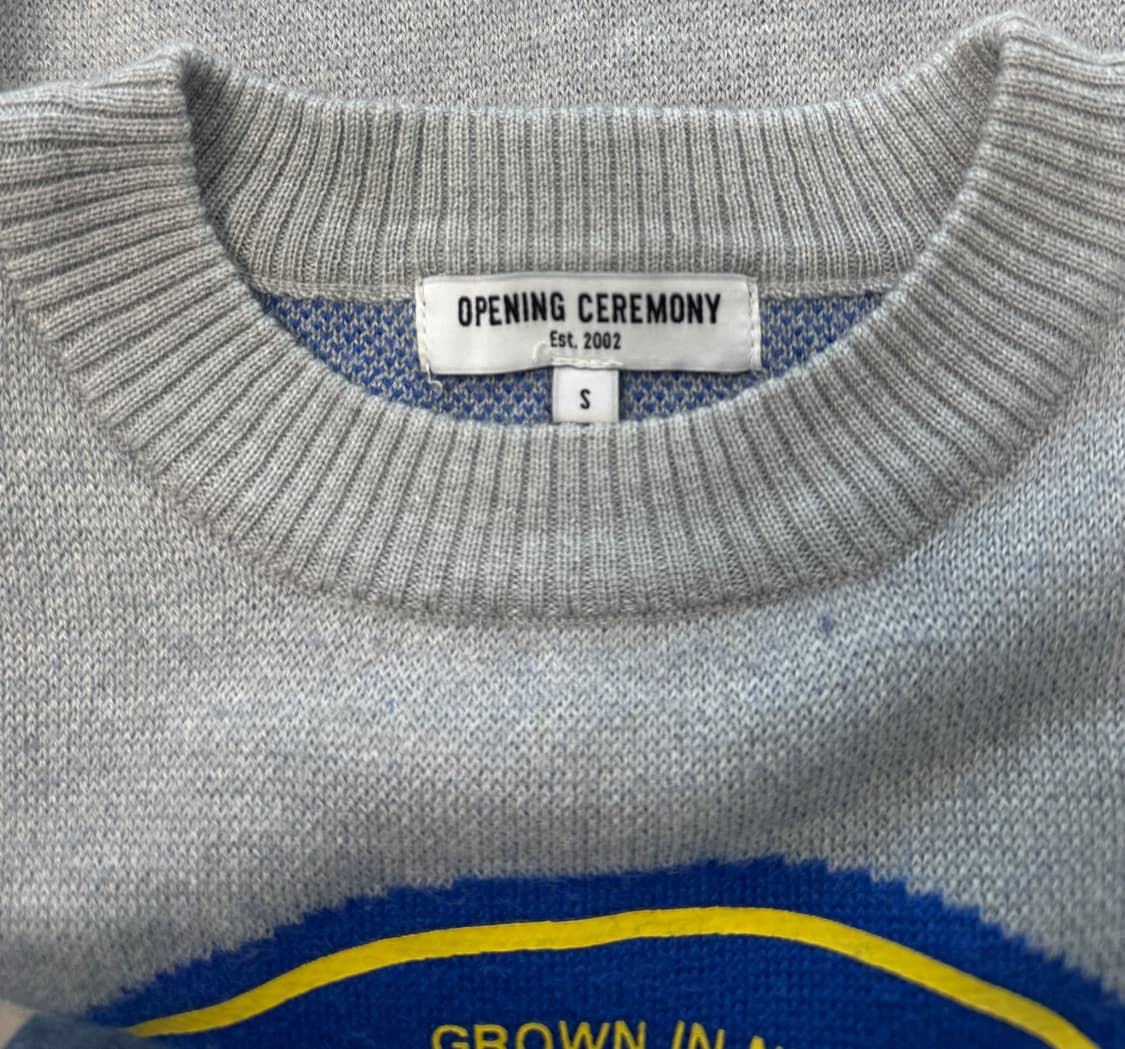 OPENING CEREMONY
Est. 2002
S
GROWN IN